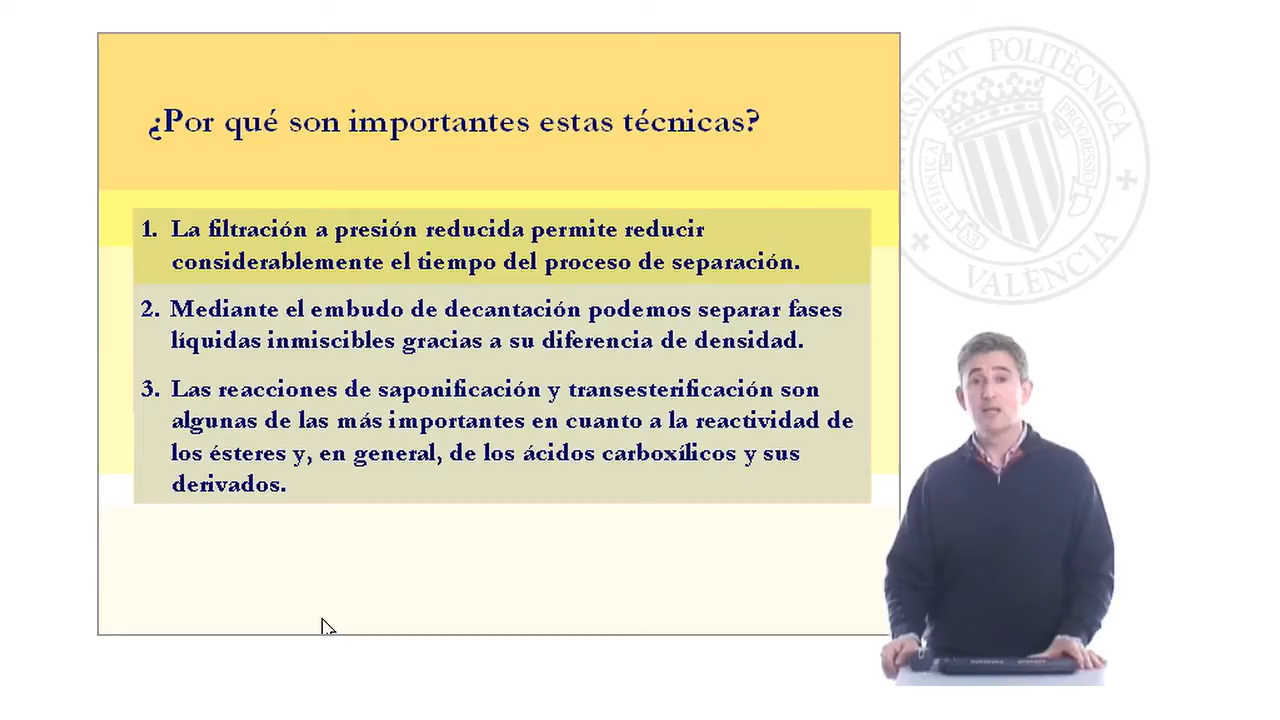 ¿Por qué son importantes estas técnicas?
1. La filtración a presión reducida permite reducir
considerablemente el tiempo del proceso de separación.
2. Mediante el embudo de decantación podemos separar fases
líquidas inmiscibles gracias a su diferencia de densidad.
3. Las reacciones de saponificación y transesterificación son
algunas de las más importantes en cuanto a la reactividad de
los ésteres y, en general, de los ácidos carboxílicos y sus
derivados.
POLITÈCNICA
VALÈNCIA